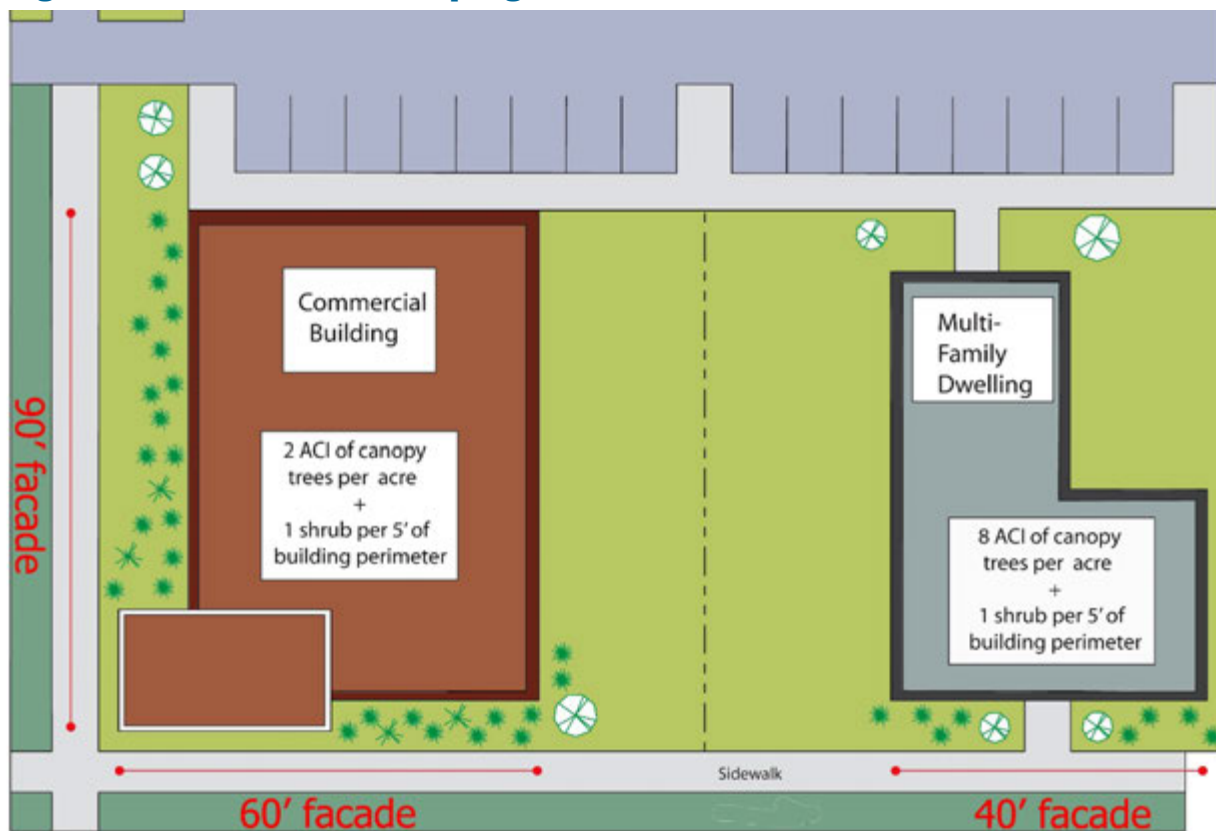 Commercial
Building
2 ACI of canopy
trees per acre
+
1 shrub per 5' of
building perimeter
Multi-
Family
Dwelling
8 ACI of canopy
trees per acre
+
1 shrub per 5' of
building perimeter
90' facade
Sidewalk
60' facade
40' facade